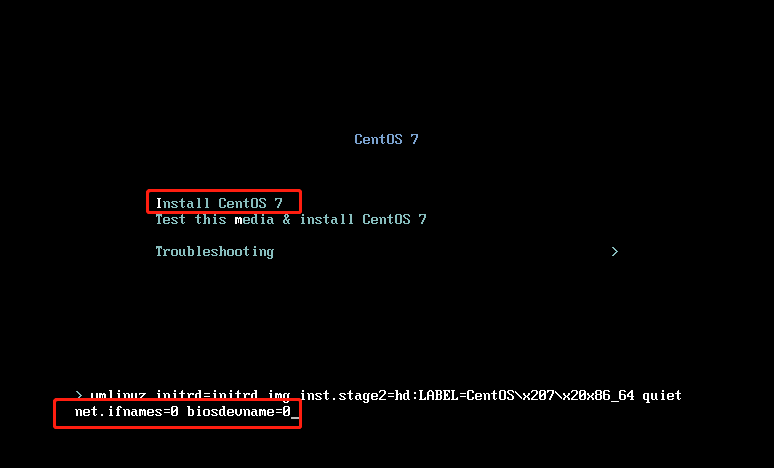 CentOS 7
Install CentOS 7
Test this media & install CentOS 7
Troubleshooting >
> vmlinuz initrd=initrd.img inst.stage2=hd:LABEL=CentOS\x207\x20x86_64 quiet
net.ifnames=0 biosdevname=0_